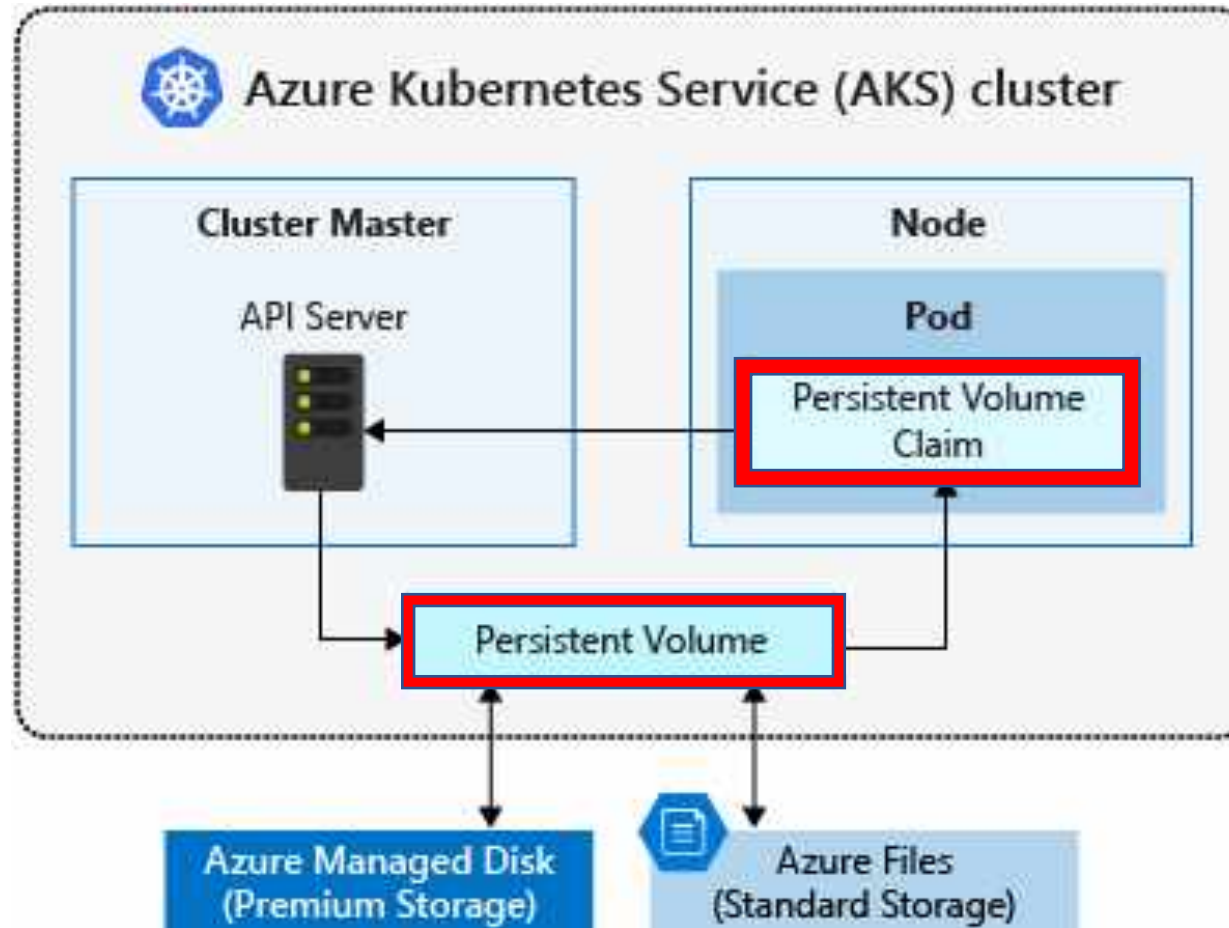 Azure Kubernetes Service (AKS) cluster
Cluster Master
API Server
Node
Pod
Persistent Volume
Claim
Persistent Volume
Azure Managed Disk
(Premium Storage)
Azure Files
(Standard Storage)